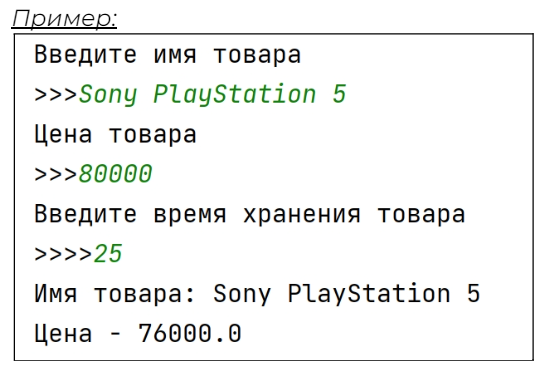 Пример:
Введите имя товара
>>>Sony PlayStation 5
Цена товара
>>>80000
Введите время хранения товара
>>>>25
Имя товара: Sony PlayStation 5
Цена - 76000.0